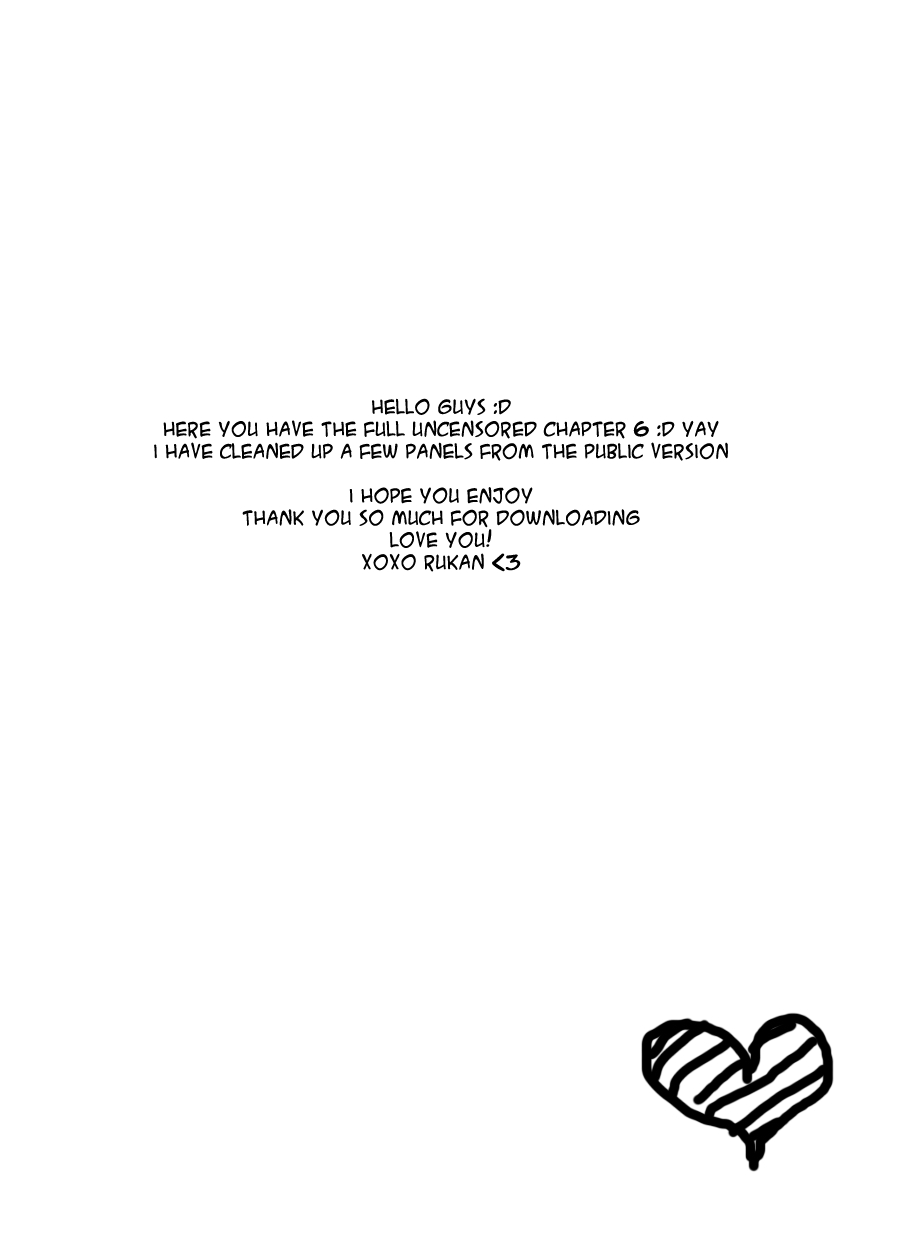 HELLO GUYS :D
HERE YOU HAVE THE FULL UNCENSORED CHAPTER 6 :D YAY
I HAVE CLEANED UP A FEW PANELS FROM THE PUBLIC VERSION
I HOPE YOU ENJOY
THANK YOU SO MUCH FOR DOWNLOADING
LOVE YOU!
XOXO RUKAN <3